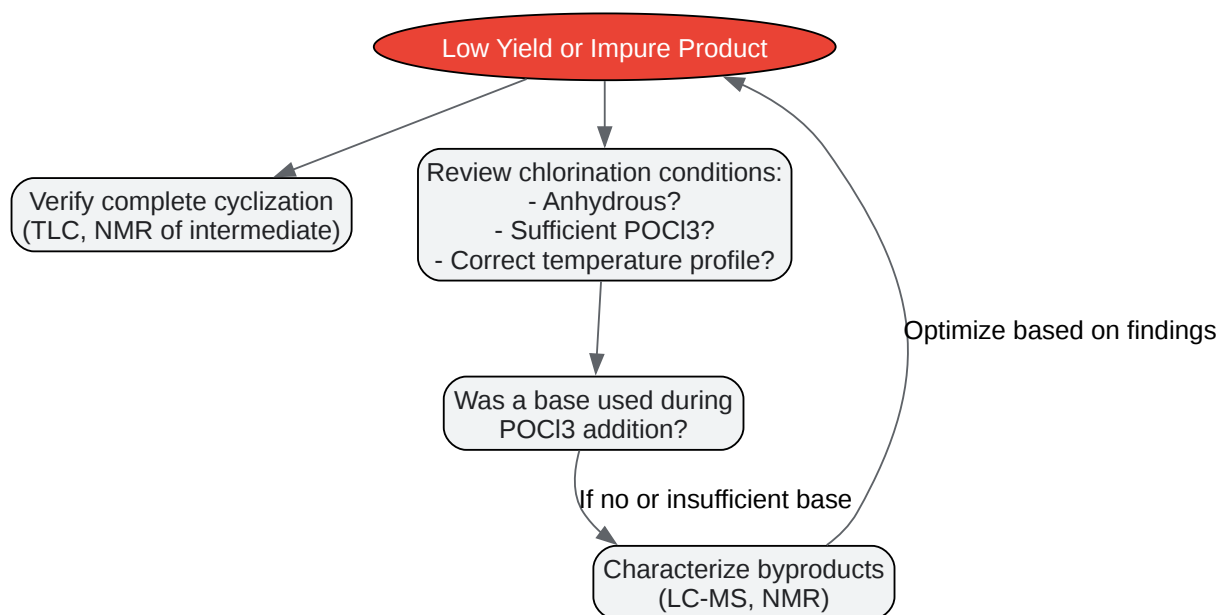 Low Yield or Impure Product
Verify complete cyclization
(TLC, NMR of intermediate)
Review chlorination conditions:
- Anhydrous?
- Sufficient POCl3?
- Correct temperature profile?
Optimize based on findings
Was a base used during
POCl3 addition?
If no or insufficient base
Characterize byproducts
(LC-MS, NMR)